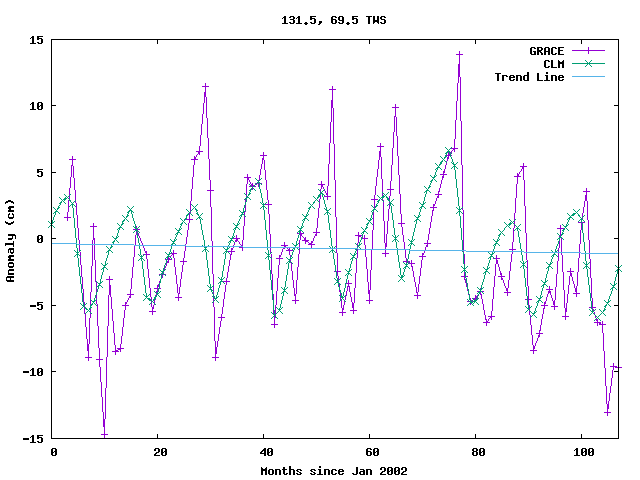 131.5, 69.5 TWS
GRACE
CLM
Trend Line
15
10
5
0
-5
-10
-15
Anomaly (cm)
0 20 40 60 80 100
Months since Jan 2002